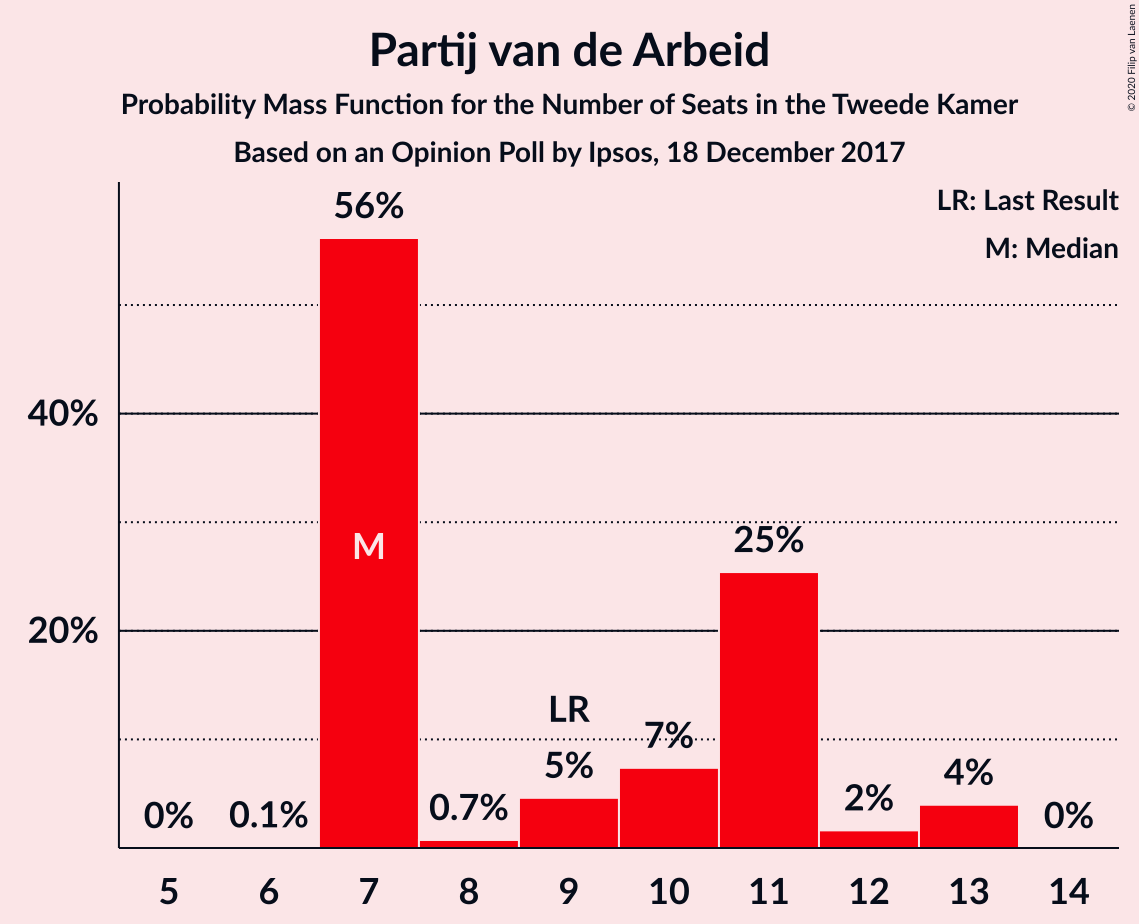 Partij van de Arbeid
Probability Mass Function for the Number of Seats in the Tweede Kamer
Based on an Opinion Poll by Ipsos, 18 December 2017
© 2020 Filip van Laenen
LR: Last Result
M: Median
56%
40%
M
25%
20%
LR
7%
5%
4%
2%
0.7%
0% 0.1% 0%
5 6 7 8 9 10 11 12 13 14